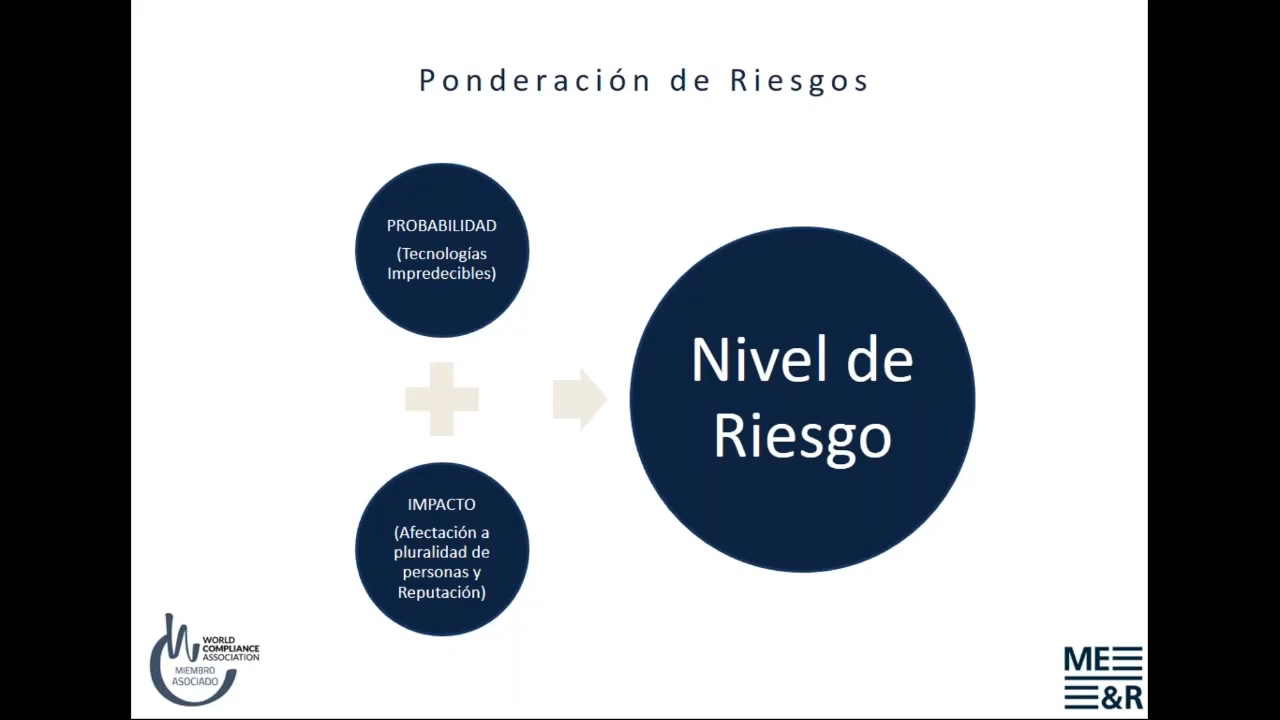 Ponderación de Riesgos
PROBABILIDAD
(Tecnologías
Impredecibles)
IMPACTO
(Afectación a
pluralidad de
personas y
Reputación)
Nivel de
Riesgo
WORLD
COMPLIANCE
ASSOCIATION
MIEMBRO
ASOCIADO
ME
&R